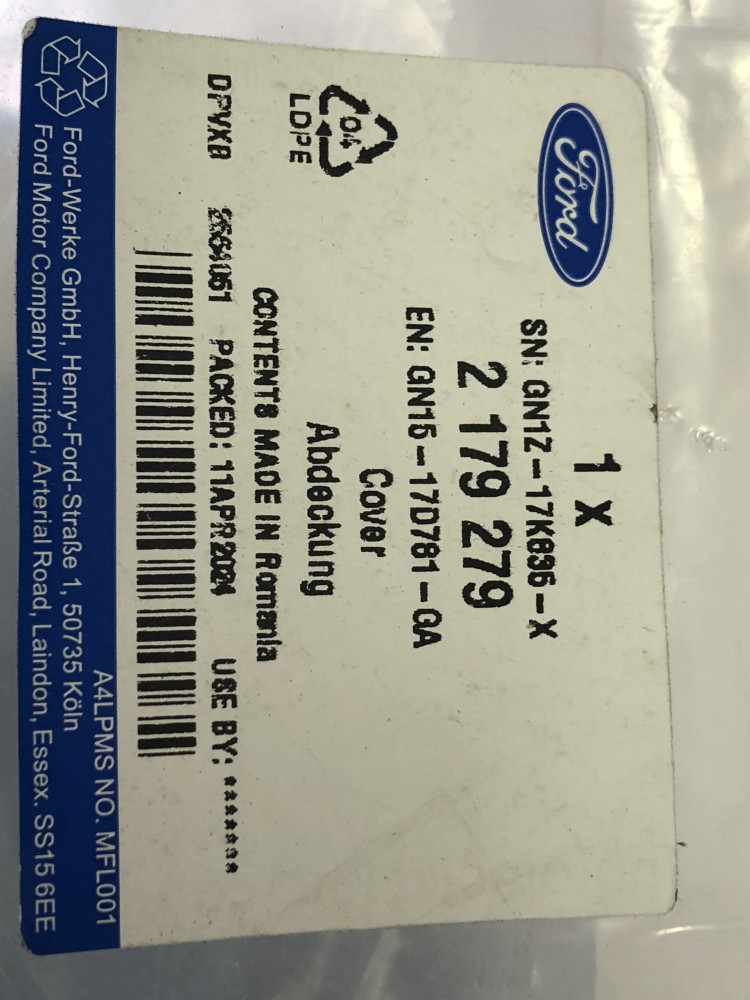 Ford
1 X
SN: GN1Z-17K835-X
2 179 279
EN: GN15-17D781-GA
Cover
Abdeckung
04
LDPE
CONTENTS MADE IN Romania
DPVXB PACKED: 11APR2024 USE BY: *******
A4LPMS NO. MFL001
Ford-Werke GmbH, Henry-Ford-Straße 1, 50735 Köln
Ford Motor Company Limited, Arterial Road, Laindon, Essex. SS15 6EE